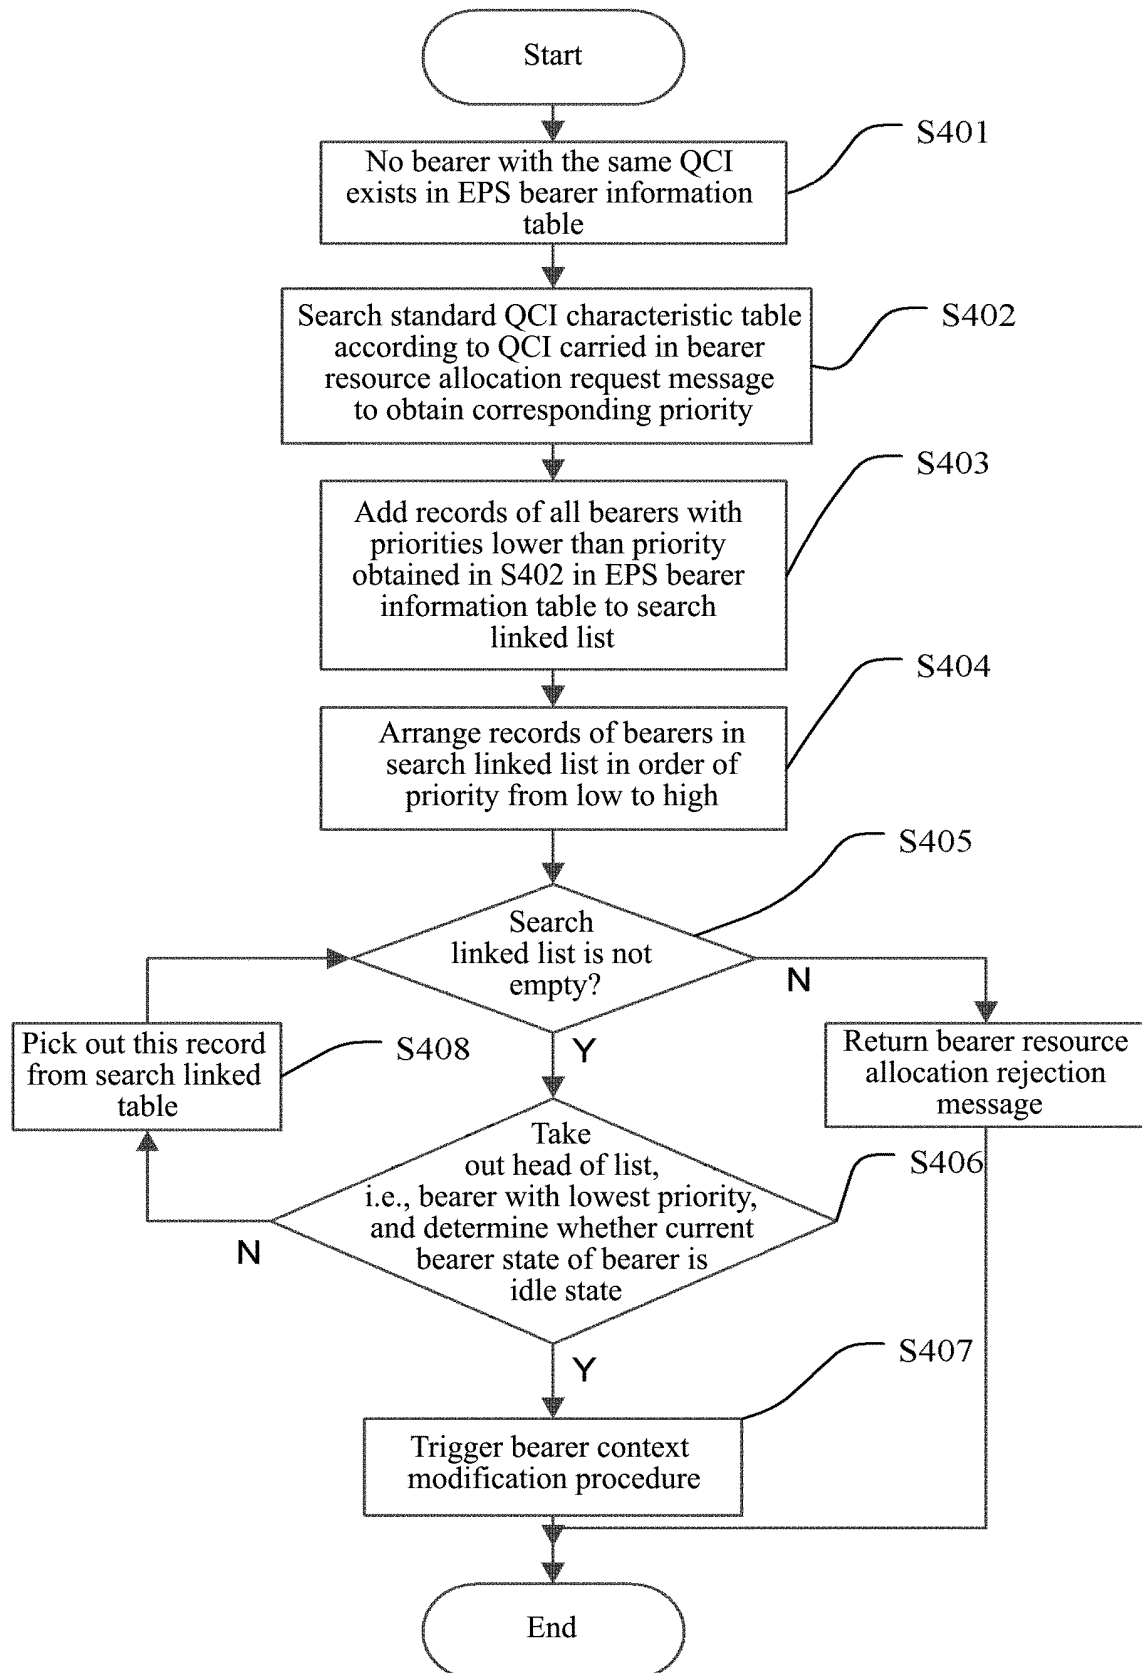 Start
S401
No bearer with the same QCI
exists in EPS bearer information
table
S402
Search standard QCI characteristic table
according to QCI carried in bearer
resource allocation request message
to obtain corresponding priority
S403
Add records of all bearers with
priorities lower than priority
obtained in S402 in EPS bearer
information table to search
linked list
S404
Arrange records of bearers in
search linked list in order of
priority from low to high
S405
Search
linked list is not
empty?
N
Y
Pick out this record
from search linked
table
S408
Return bearer resource
allocation rejection
message
Take
out head of list,
i.e., bearer with lowest priority,
and determine whether current
bearer state of bearer is
idle state
S406
N
Y
S407
Trigger bearer context
modification procedure
End